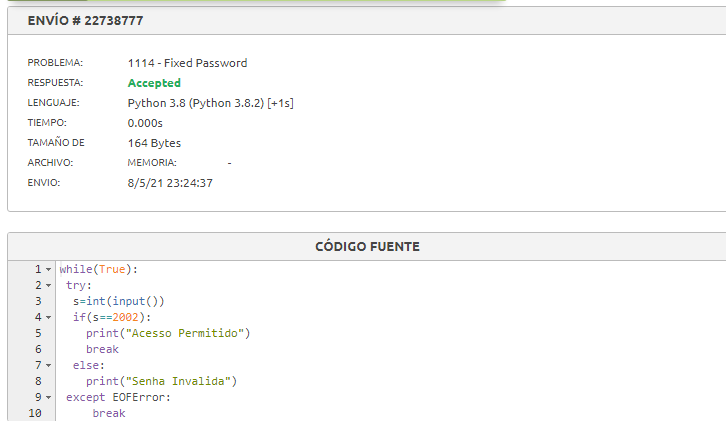 ENVÍO # 22738777
PROBLEMA: 1114 - Fixed Password
RESPUESTA: Accepted
LENGUAJE: Python 3.8 (Python 3.8.2) [+1s]
TIEMPO: 0.000s
TAMAÑO DE 164 Bytes
ARCHIVO: MEMORIA: -
ENVIO: 8/5/21 23:24:37
CÓDIGO FUENTE
1 while(True):
2 try:
3 s=int(input())
4 if(s==2002):
5 print("Acesso Permitido")
6 break
7 else:
8 print("Senha Invalida")
9 except EOFError:
10 break